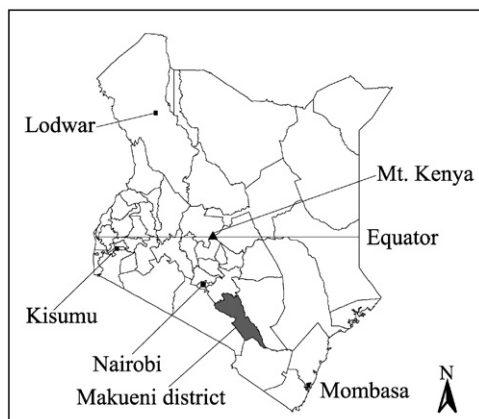 Lodwar
Mt. Kenya
Equator
Kisumu
Nairobi
Makueni district
Mombasa
N